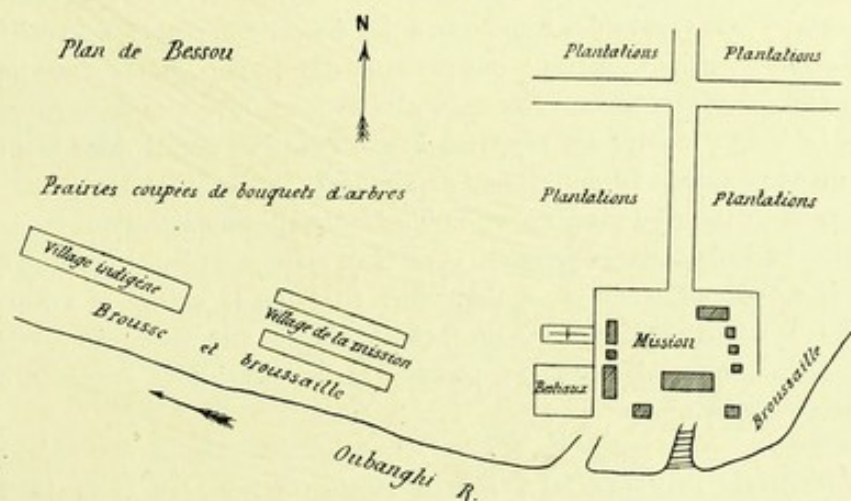 Plan de Bessou
N
Plantations
Plantations
Prairies coupées de bouquets d'arbres
Plantations
Plantations
Village indigène
Brousse et broussaille
Village de la mission
Mission
Bestiaux
Broussaille
Oubanghi R.